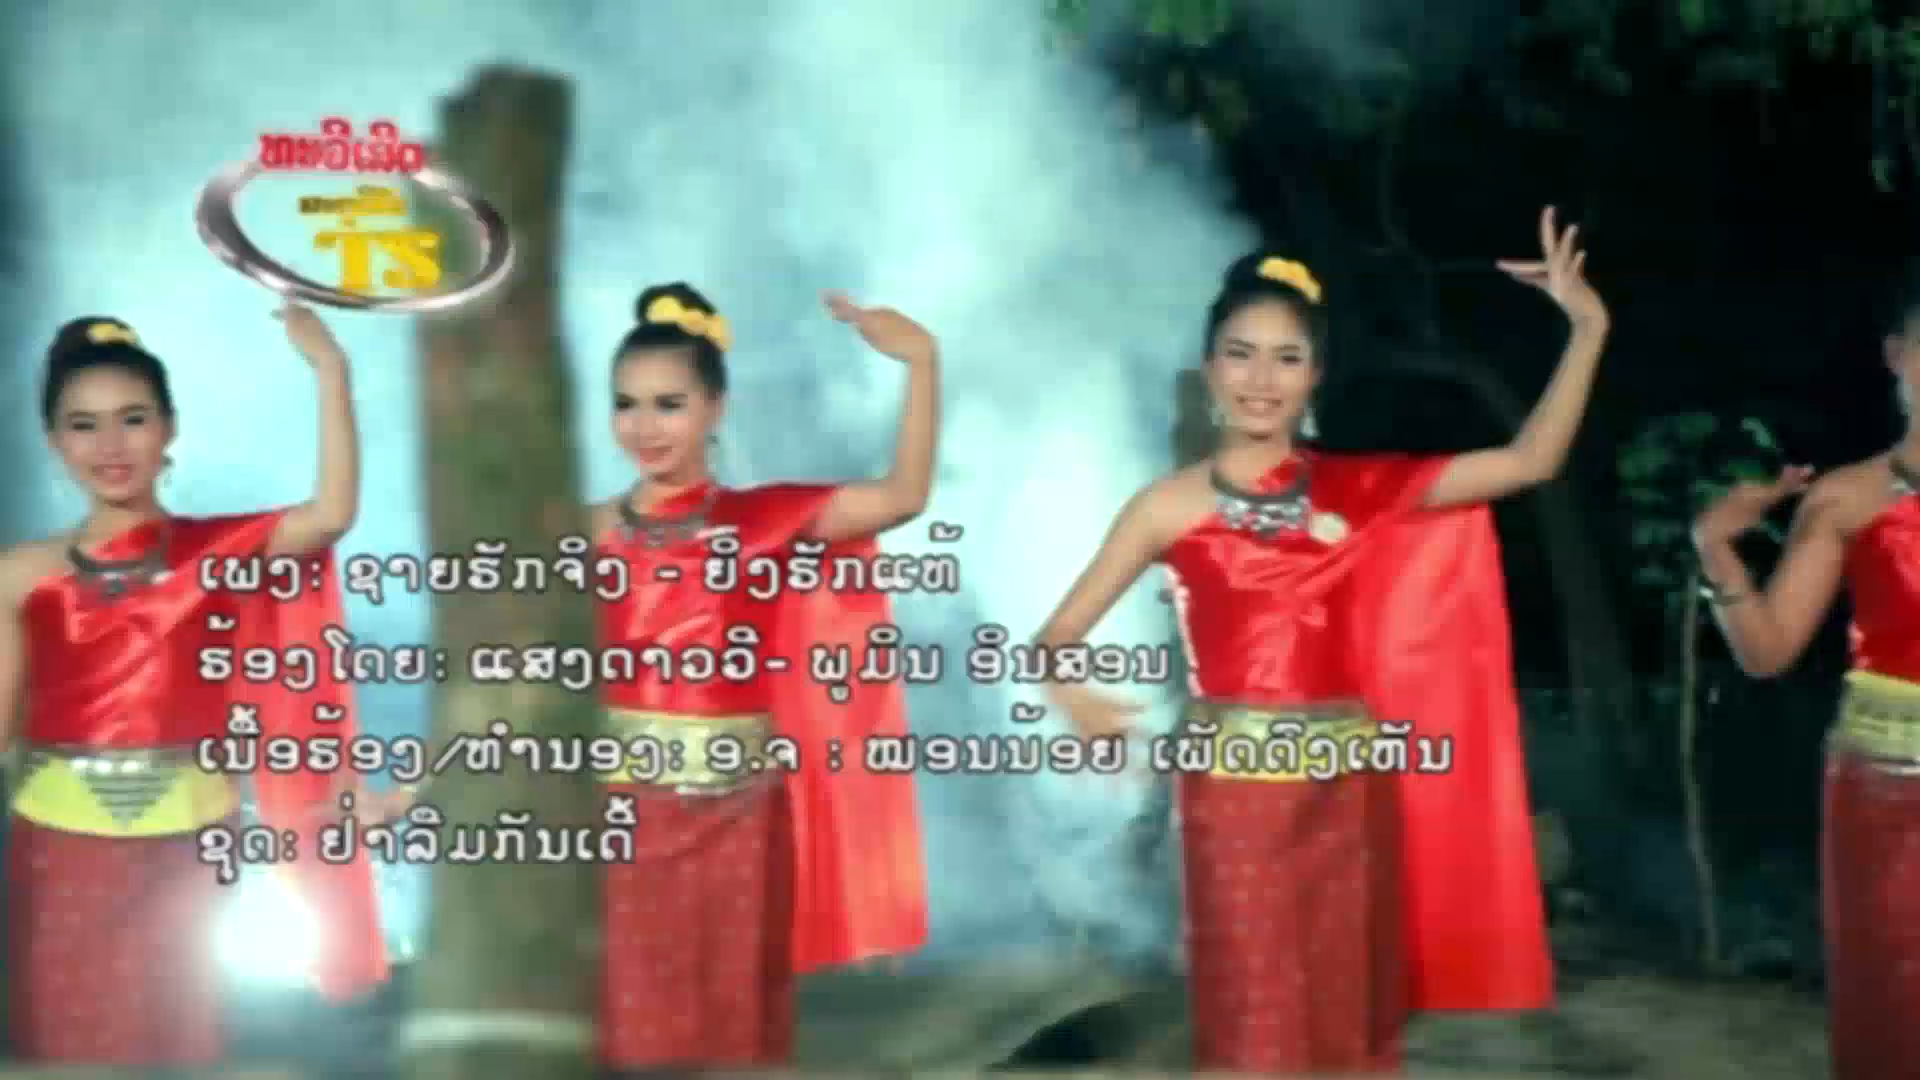 ເພງ: ຊາຍຮັກຈິງ - ຍິງຮັກແທ້
ຮ້ອງໂດຍ: ແສງດາວວີ- ພູມິນ ອິນສອນ
ເນື້ອຮ້ອງ/ທຳນອງ: ອ.ຈ : ໝອນນ້ອຍ ເພັດດົງເຫັນ
ຊຸດ: ຢ່າລືມກັນເດີ້